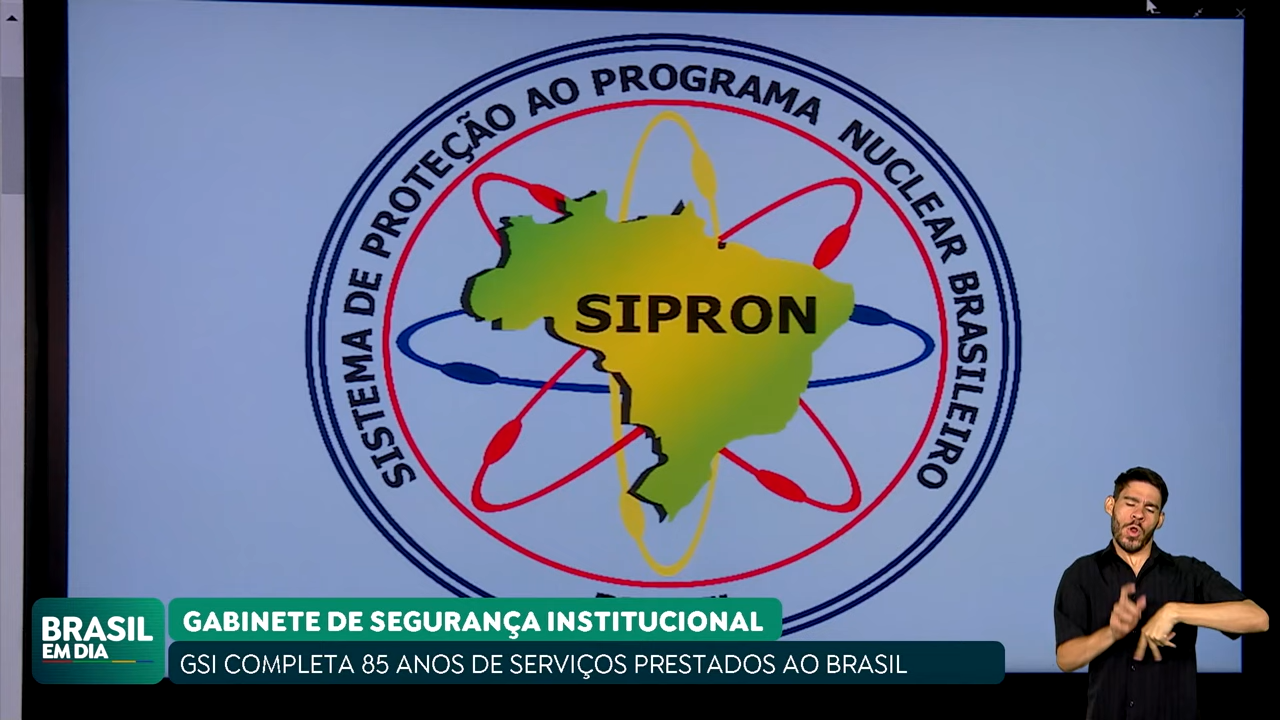 SISTEMA DE PROTEÇÃO AO PROGRAMA NUCLEAR BRASILEIRO
SIPRON
BRASIL
EM DIA
GABINETE DE SEGURANÇA INSTITUCIONAL
GSI COMPLETA 85 ANOS DE SERVIÇOS PRESTADOS AO BRASIL